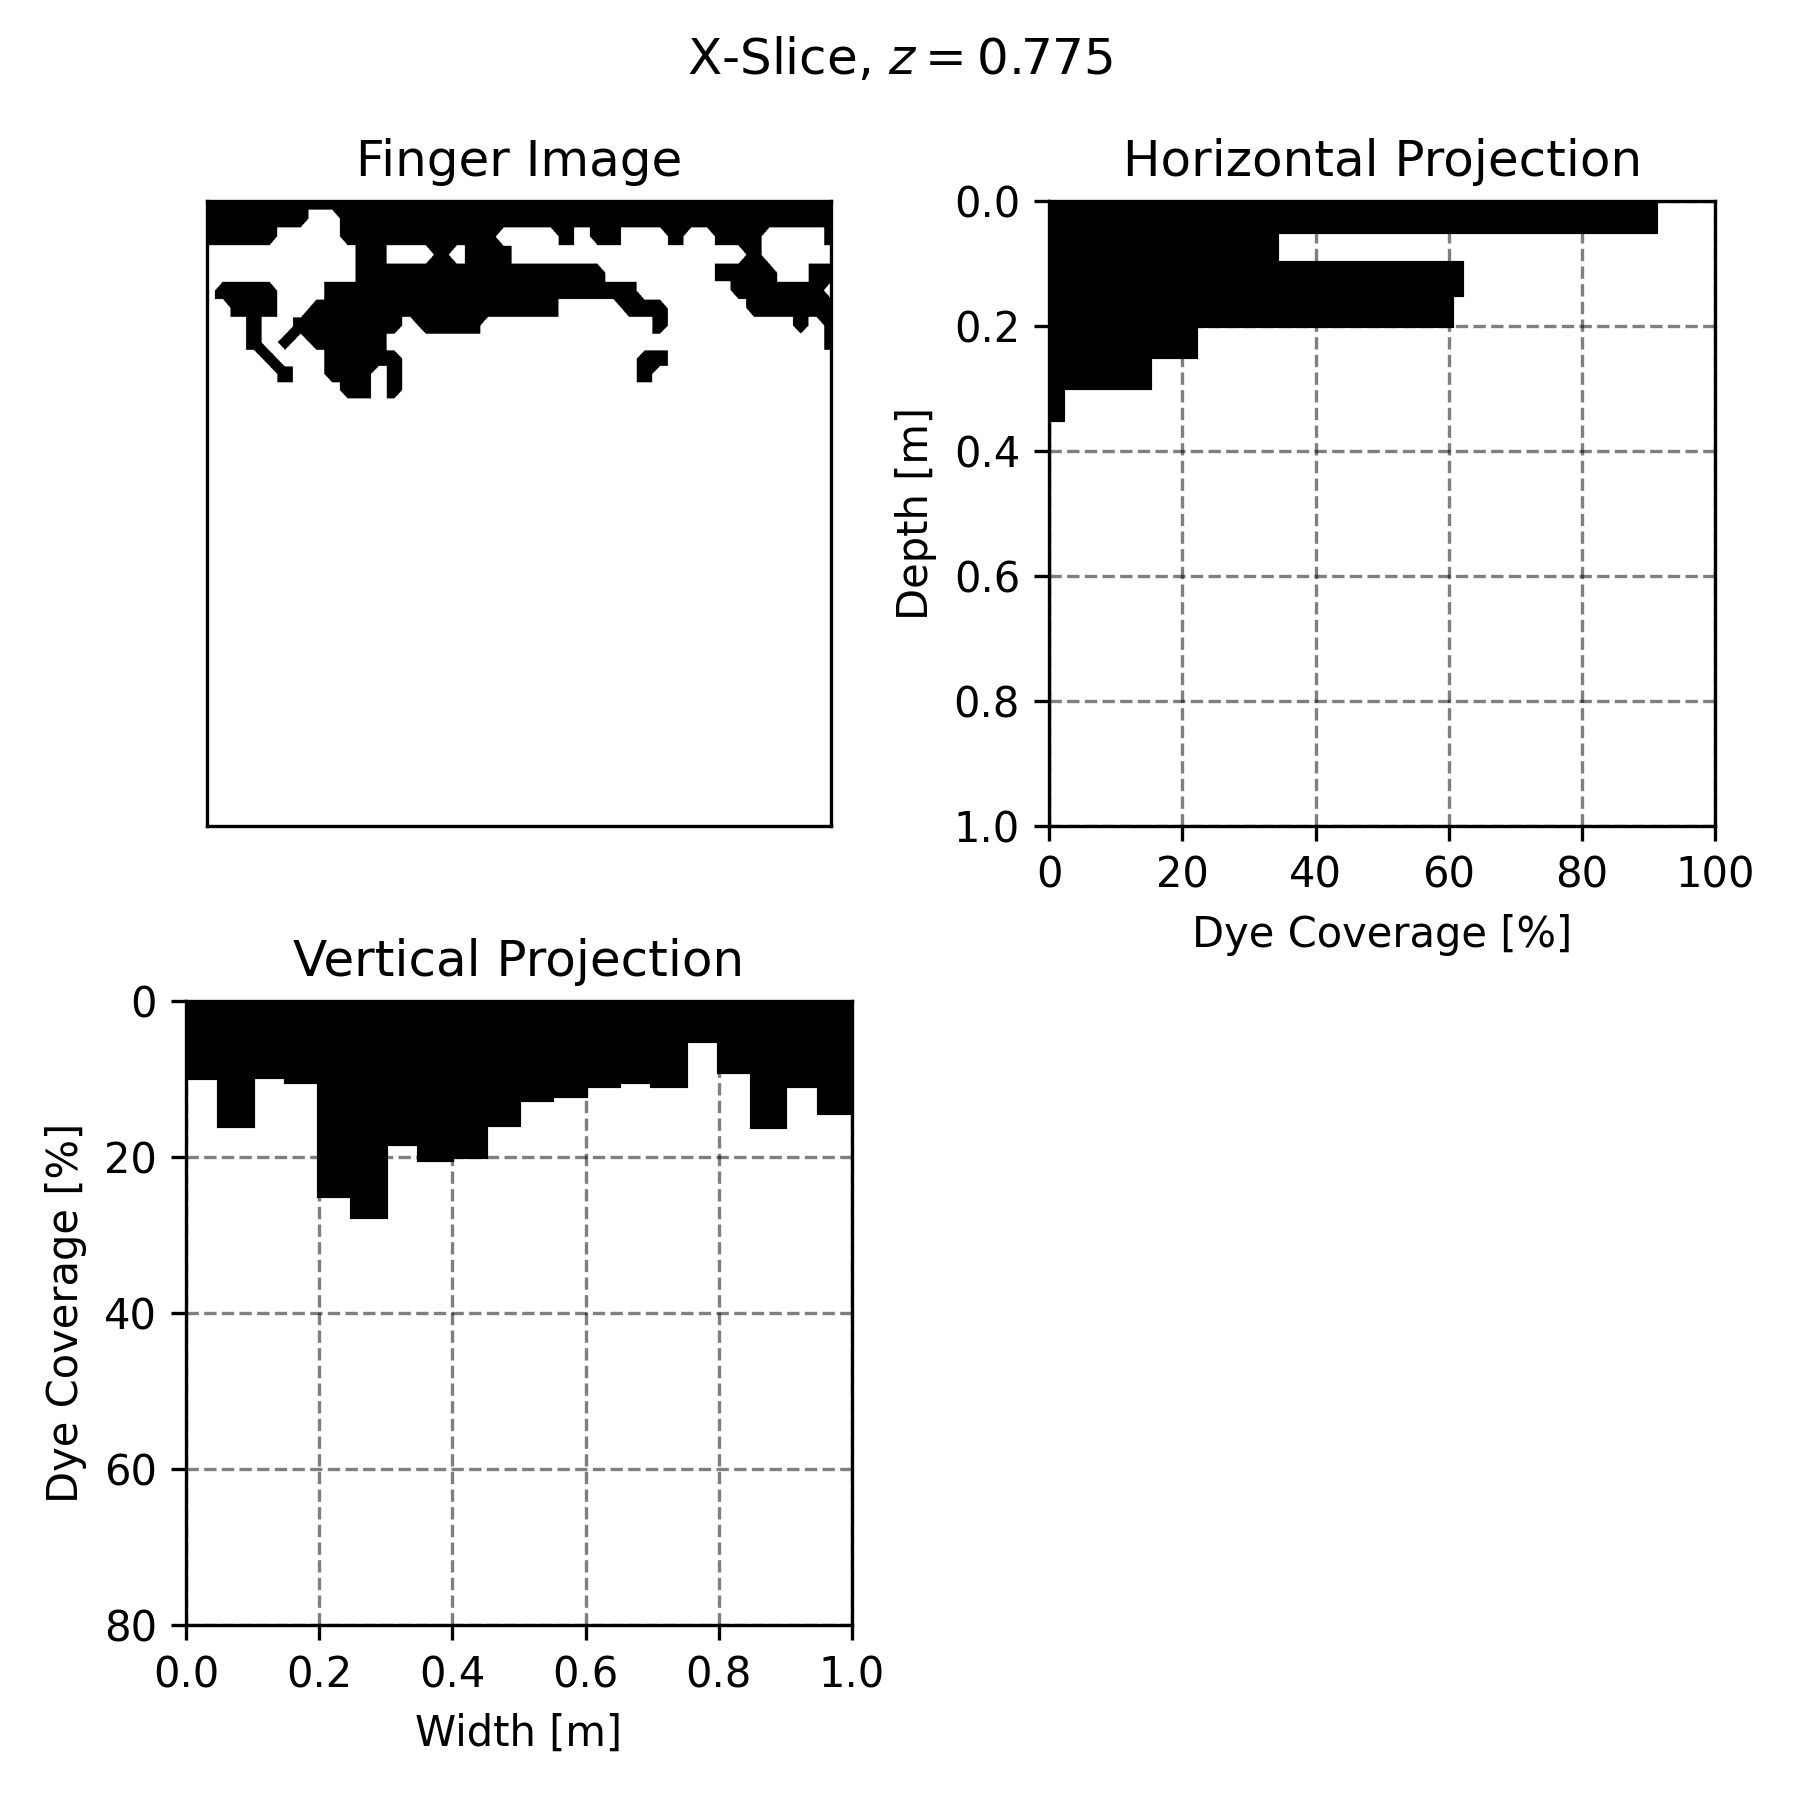 X-Slice, z = 0.775
Finger Image
Horizontal Projection
0.0
0.2
0.4
0.6
0.8
1.0
Depth [m]
0 20 40 60 80 100
Dye Coverage [%]
Vertical Projection
0
20
40
60
80
Dye Coverage [%]
0.0 0.2 0.4 0.6 0.8 1.0
Width [m]